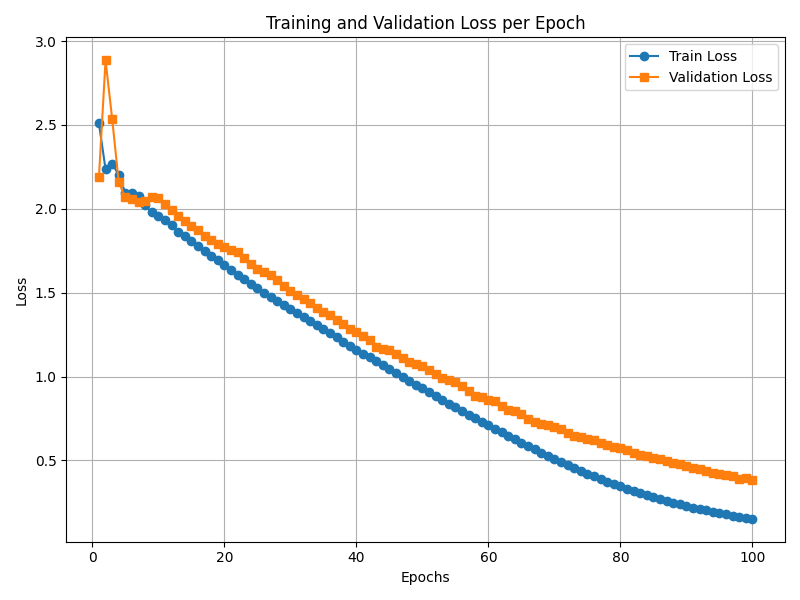 Training and Validation Loss per Epoch
Train Loss
Validation Loss
3.0
2.5
2.0
1.5
1.0
0.5
Loss
0 20 40 60 80 100
Epochs